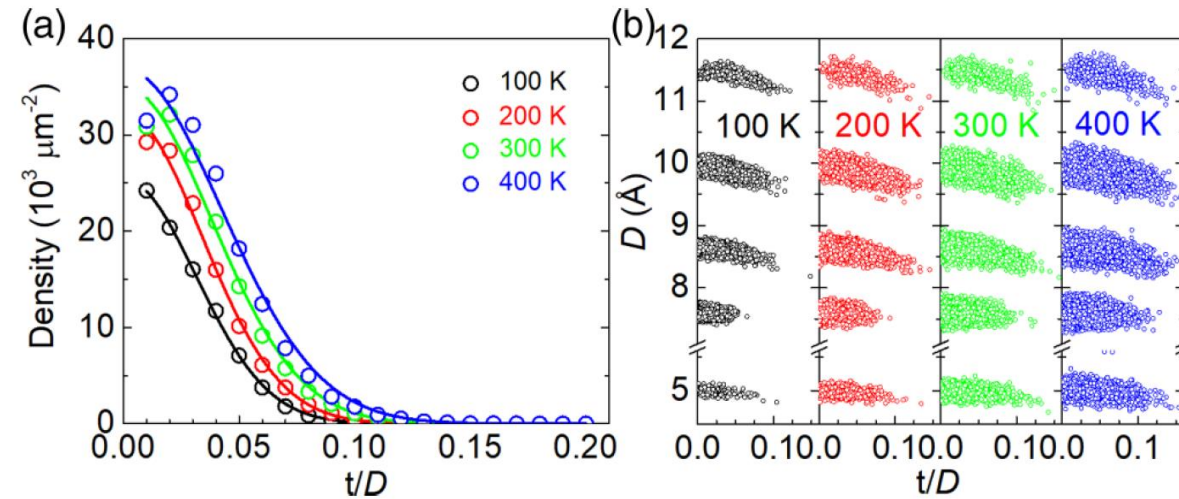 (a)
40
30
20
10
0
Density (10³ μm⁻²)
0.00 0.05 0.10 0.15 0.20
t/D
100 K
200 K
300 K
400 K
(b)
12
11
10
9
8
5
D (Å)
100 K 200 K 300 K 400 K
0.0 0.10.0 0.10.0 0.10.0 0.1
t/D